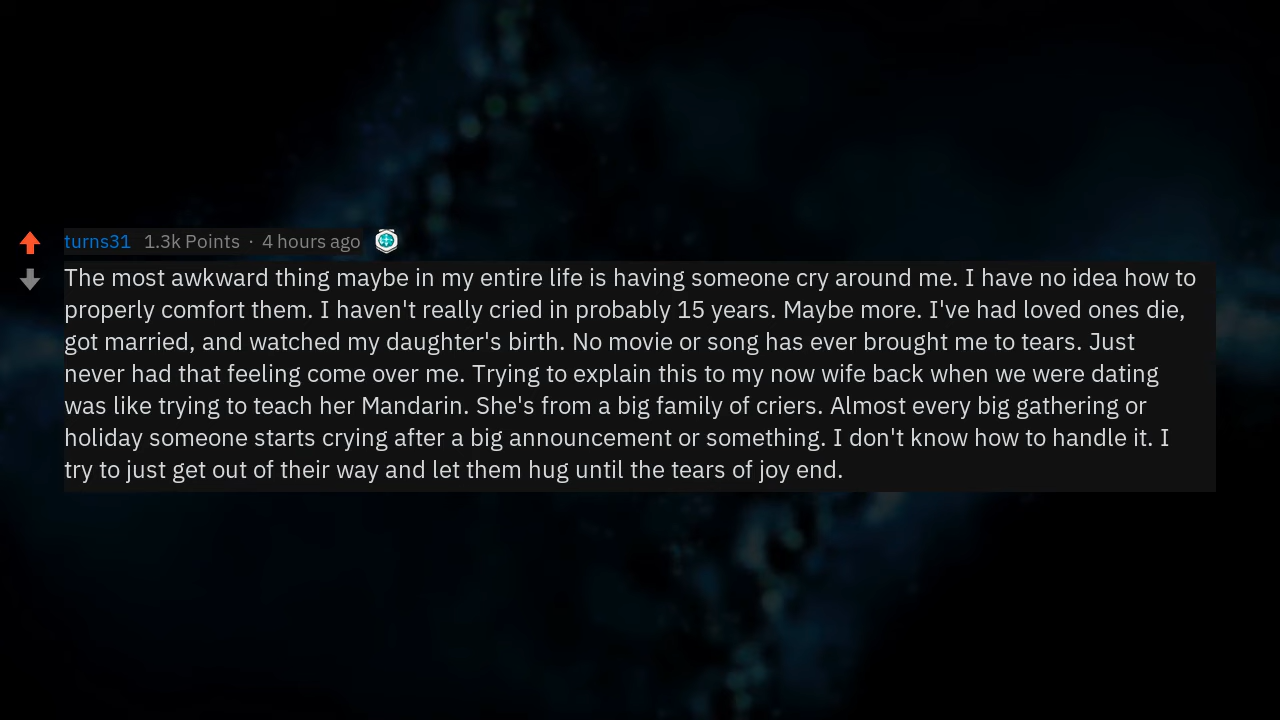 turns31 1.3k Points · 4 hours ago
The most awkward thing maybe in my entire life is having someone cry around me. I have no idea how to
properly comfort them. I haven't really cried in probably 15 years. Maybe more. I've had loved ones die,
got married, and watched my daughter's birth. No movie or song has ever brought me to tears. Just
never had that feeling come over me. Trying to explain this to my now wife back when we were dating
was like trying to teach her Mandarin. She's from a big family of criers. Almost every big gathering or
holiday someone starts crying after a big announcement or something. I don't know how to handle it. I
try to just get out of their way and let them hug until the tears of joy end.